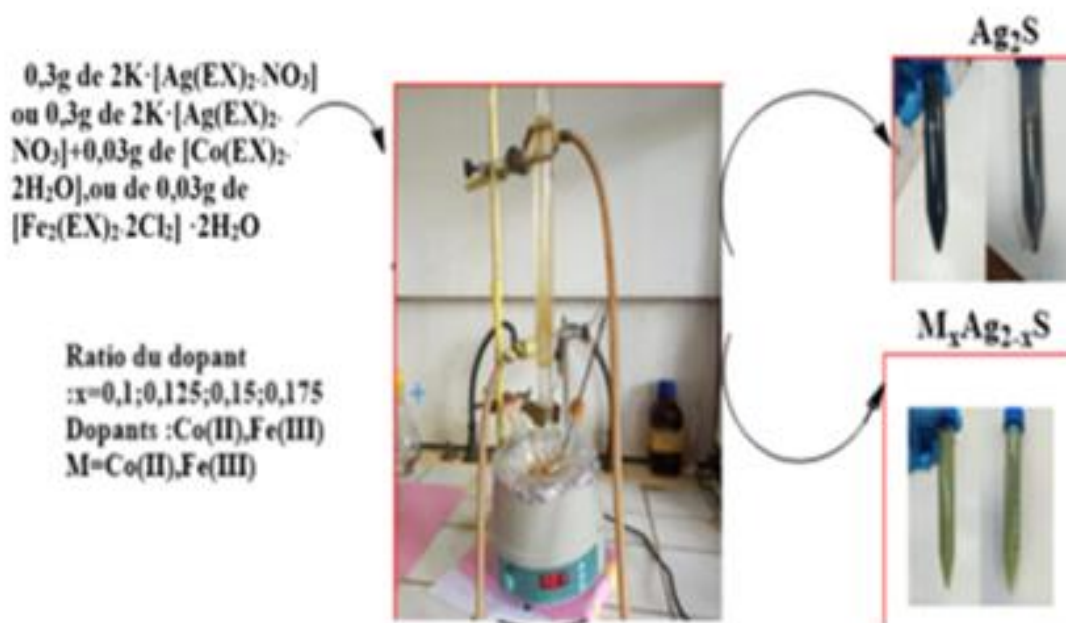 0,3g de 2K·[Ag(EX)₂·NO₃]
ou 0,3g de 2K·[Ag(EX)₂·
NO₃]+0,03g de [Co(EX)₂·
2H₂O],ou de 0,03g de
[Fe₂(EX)₂·2Cl₂] ·2H₂O
Ratio du dopant
:x=0,1;0,125;0,15;0,175
Dopants :Co(II),Fe(III)
M=Co(II),Fe(III)
Ag₂S
MₓAg₂₋ₓS